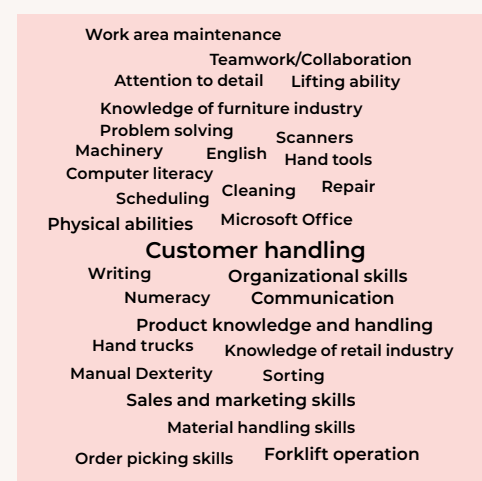 Work area maintenance
Teamwork/Collaboration
Attention to detail
Lifting ability
Knowledge of furniture industry
Problem solving
Scanners
Machinery
English
Hand tools
Computer literacy
Cleaning
Repair
Scheduling
Physical abilities
Microsoft Office
Customer handling
Writing
Organizational skills
Numeracy
Communication
Product knowledge and handling
Hand trucks
Knowledge of retail industry
Manual Dexterity
Sorting
Sales and marketing skills
Material handling skills
Order picking skills
Forklift operation